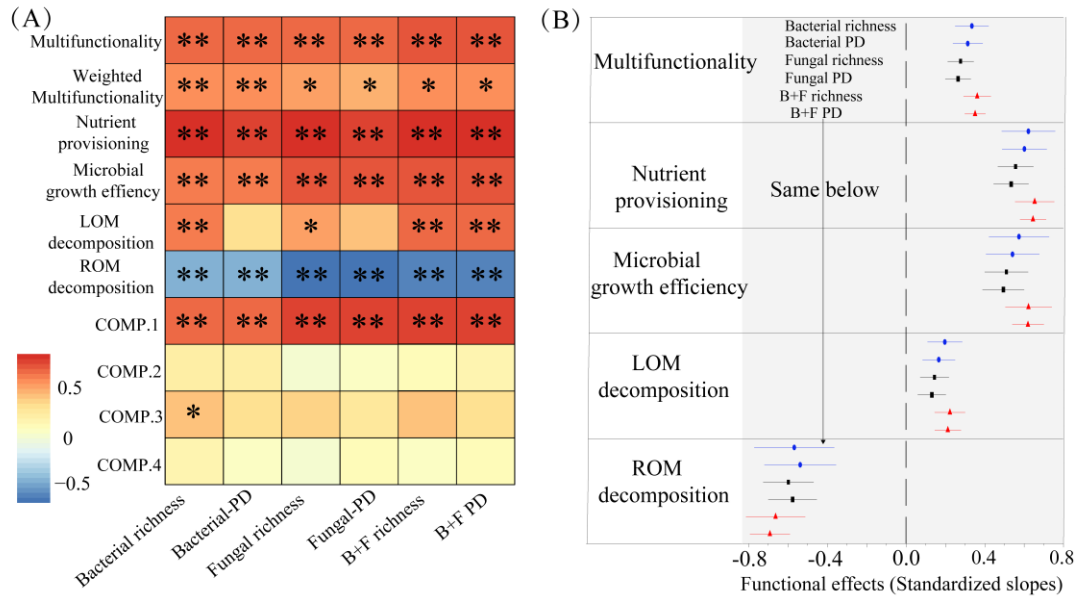 (A)
Multifunctionality
** ** ** ** ** **
Weighted
Multifunctionality
** ** * * * *
Nutrient
provisioning
** ** ** ** ** **
Microbial
growth effiency
** ** ** ** ** **
LOM
decomposition
** * ** **
ROM
decomposition
** ** ** ** ** **
COMP.1
** ** ** ** ** **
COMP.2
COMP.3
*
COMP.4
0.5
0
−0.5
Bacterial richness
Bacterial-PD
Fungal richness
Fungal-PD
B+F richness
B+F PD
(B)
Multifunctionality
Bacterial richness
Bacterial PD
Fungal richness
Fungal PD
B+F richness
B+F PD
Nutrient
provisioning
Same below
Microbial
growth efficiency
LOM
decomposition
ROM
decomposition
-0.8
-0.4
0.0
0.4
0.8
Functional effects (Standardized slopes)